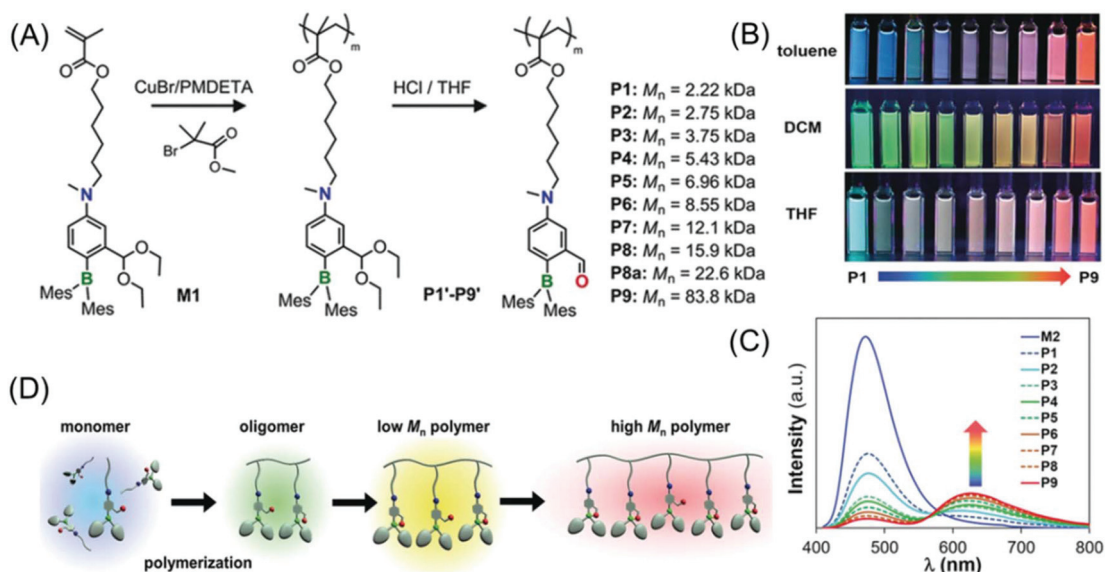 (A)
O
O
CuBr/PMDETA
Br
O
O
N
O
O
B
Mes
Mes
M1
m
O
O
HCl / THF
N
O
O
B
Mes
Mes
P1'-P9'
m
O
O
N
B
O
Mes
Mes
P1: Mn = 2.22 kDa
P2: Mn = 2.75 kDa
P3: Mn = 3.75 kDa
P4: Mn = 5.43 kDa
P5: Mn = 6.96 kDa
P6: Mn = 8.55 kDa
P7: Mn = 12.1 kDa
P8: Mn = 15.9 kDa
P8a: Mn = 22.6 kDa
P9: Mn = 83.8 kDa
(B)
toluene
DCM
THF
P1
P9
(C)
Intensity (a.u.)
M2
P1
P2
P3
P4
P5
P6
P7
P8
P9
400 500 600 700 800
λ (nm)
(D)
monomer
oligomer
low Mn polymer
high Mn polymer
polymerization